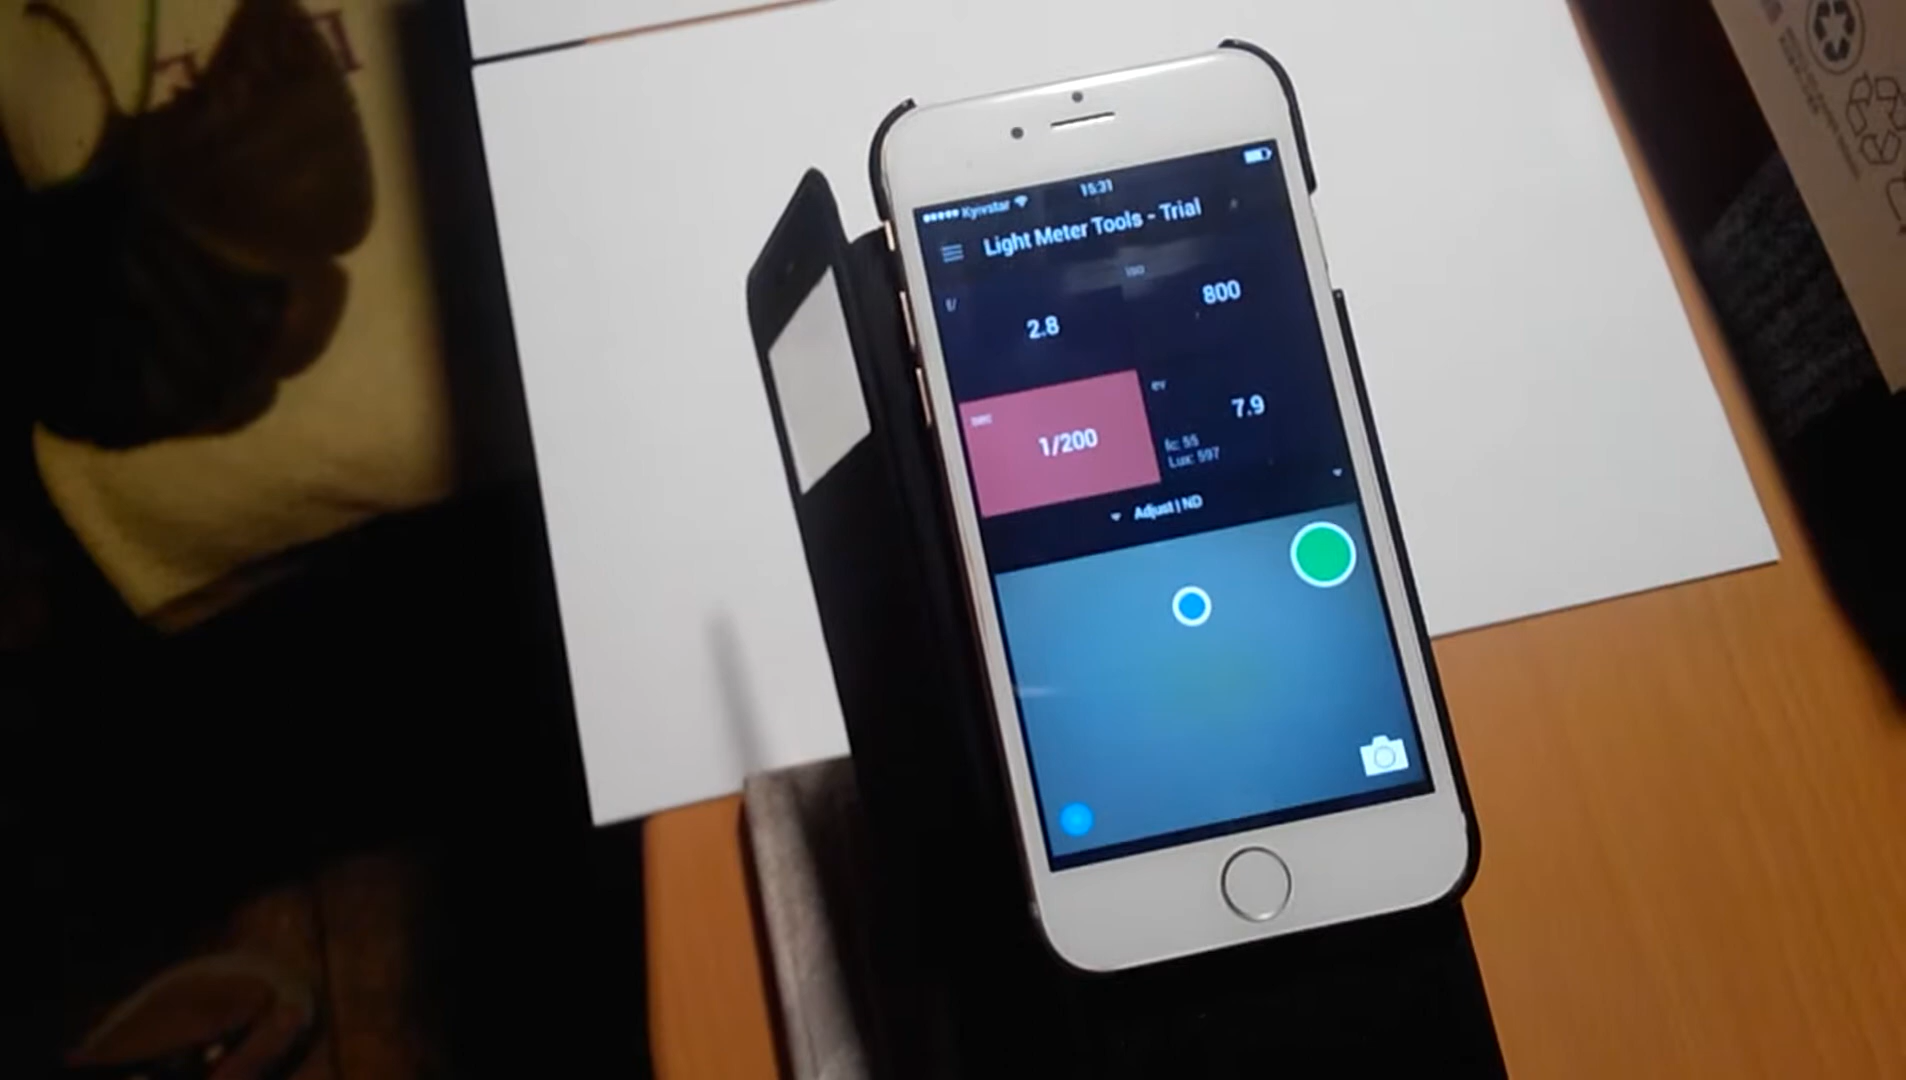 Kyivstar 15:31
Light Meter Tools - Trial
f/
ISO
2.8
800
sec
1/200
ev
7.9
fc: 55
Lux: 597
Adjust | ND